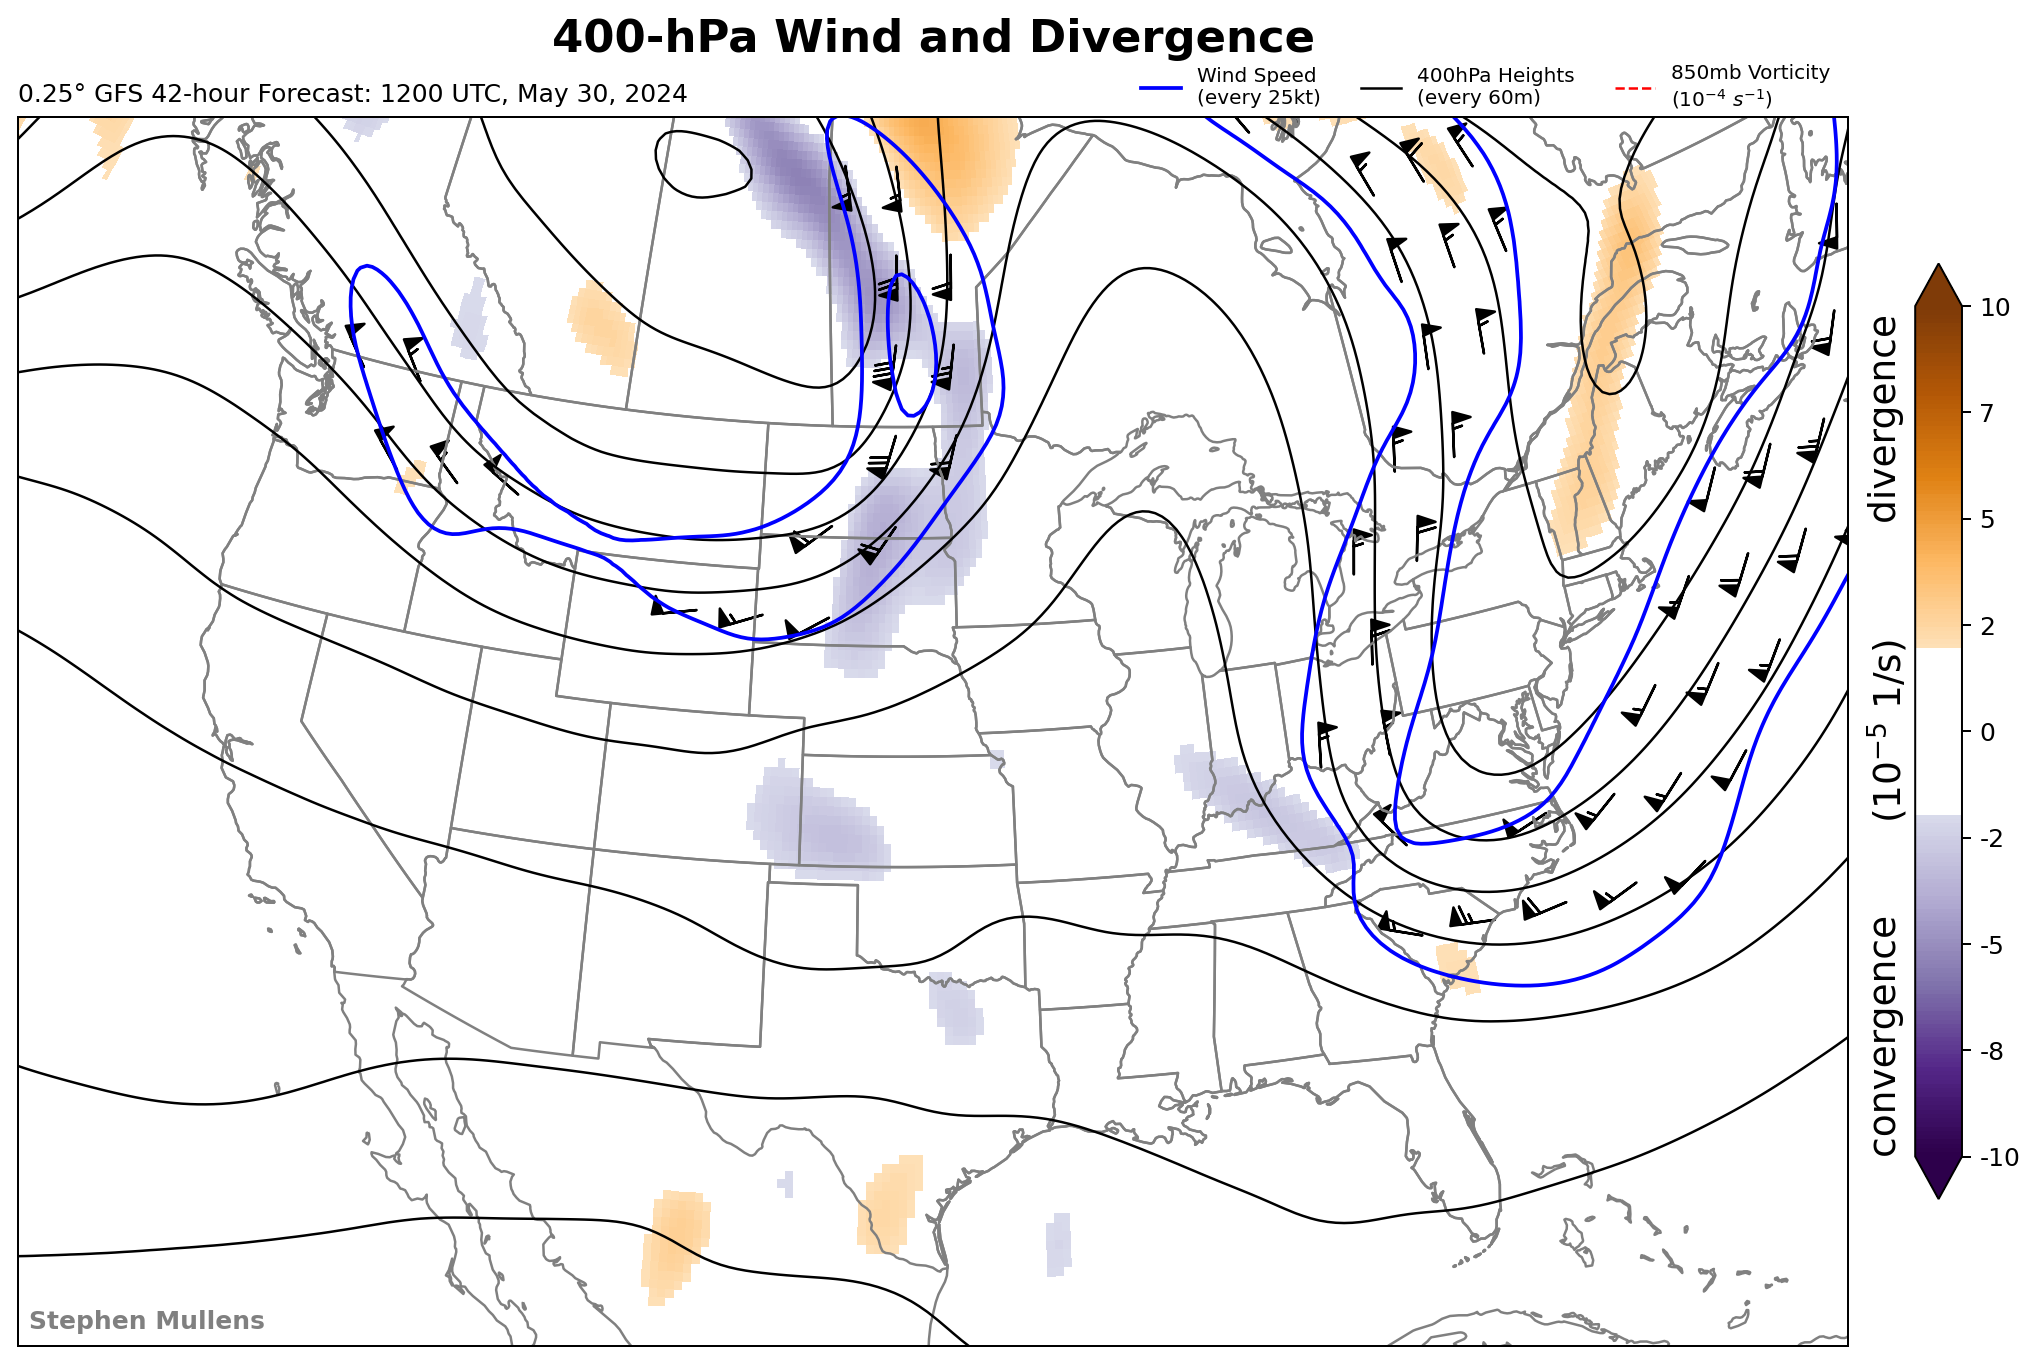 400-hPa Wind and Divergence
0.25° GFS 42-hour Forecast: 1200 UTC, May 30, 2024
Wind Speed
(every 25kt)
400hPa Heights
(every 60m)
850mb Vorticity
(10⁻⁴ s⁻¹)
10
7
5
2
0
-2
-5
-8
-10
convergence (10⁻⁵ 1/s) divergence
Stephen Mullens